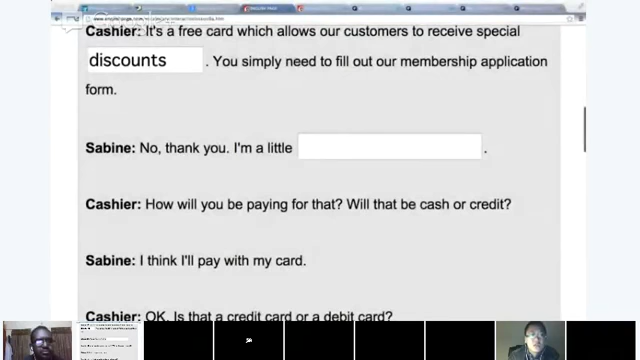 Cashier: It's a free card which allows our customers to receive special
discounts . You simply need to fill out our membership application
form.
Sabine: No, thank you. I'm a little .
Cashier: How will you be paying for that? Will that be cash or credit?
Sabine: I think I'll pay with my card.
Cashier: OK. Is that a credit card or a debit card?